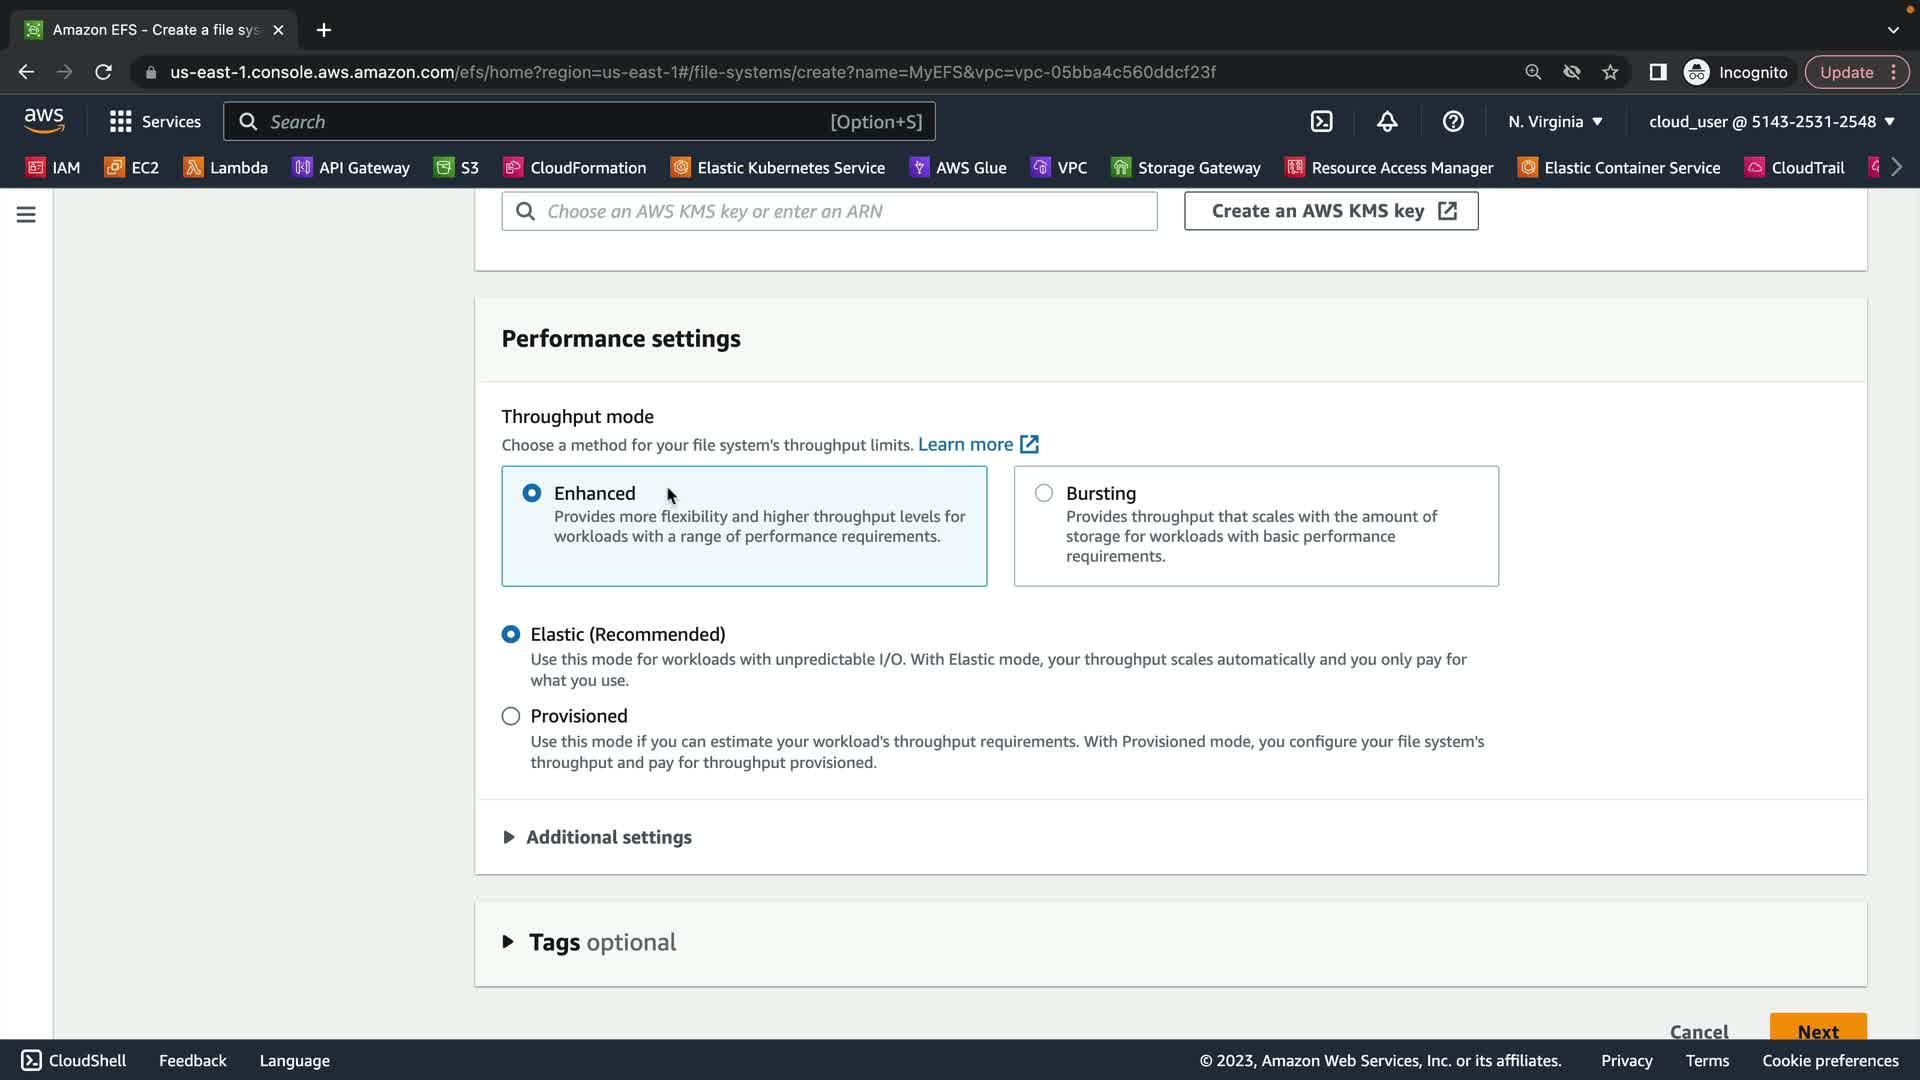 Amazon EFS - Create a file sys
us-east-1.console.aws.amazon.com/efs/home?region=us-east-1#/file-systems/create?name=MyEFS&vpc=vpc-05bba4c560ddcf23f
Incognito
Update
aws
Services
Search
[Option+S]
N. Virginia
cloud_user @ 5143-2531-2548
IAM
EC2
Lambda
API Gateway
S3
CloudFormation
Elastic Kubernetes Service
AWS Glue
VPC
Storage Gateway
Resource Access Manager
Elastic Container Service
CloudTrail
Choose an AWS KMS key or enter an ARN
Create an AWS KMS key
Performance settings
Throughput mode
Choose a method for your file system's throughput limits. Learn more
Enhanced
Provides more flexibility and higher throughput levels for
workloads with a range of performance requirements.
Bursting
Provides throughput that scales with the amount of
storage for workloads with basic performance
requirements.
Elastic (Recommended)
Use this mode for workloads with unpredictable I/O. With Elastic mode, your throughput scales automatically and you only pay for
what you use.
Provisioned
Use this mode if you can estimate your workload's throughput requirements. With Provisioned mode, you configure your file system's
throughput and pay for throughput provisioned.
Additional settings
Tags optional
Cancel
Next
CloudShell
Feedback
Language
© 2023, Amazon Web Services, Inc. or its affiliates.
Privacy
Terms
Cookie preferences